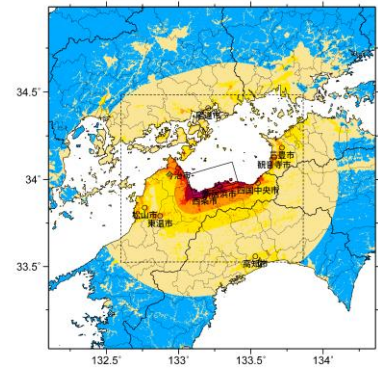 34.5˚
尾道市
三豊市
観音寺市
34˚
今治市
四国中央市
新居浜市
西条市
松山市
東温市
33.5˚
高知市
132.5˚
133˚
133.5˚
134˚